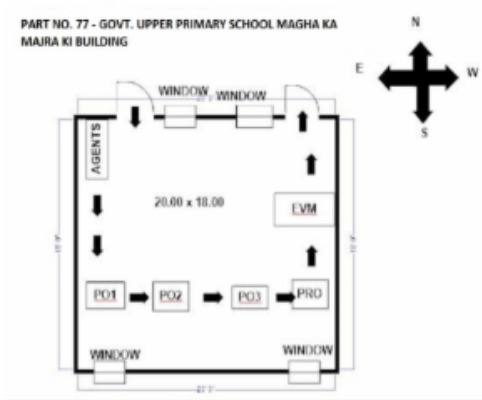 PART NO. 77 - GOVT. UPPER PRIMARY SCHOOL MAGHA KA
MAJRA KI BUILDING
N
E
W
S
WINDOW
WINDOW
AGENTS
20.00 x 18.00
EVM
PO1
PO2
PO3
PRO
WINDOW
WINDOW